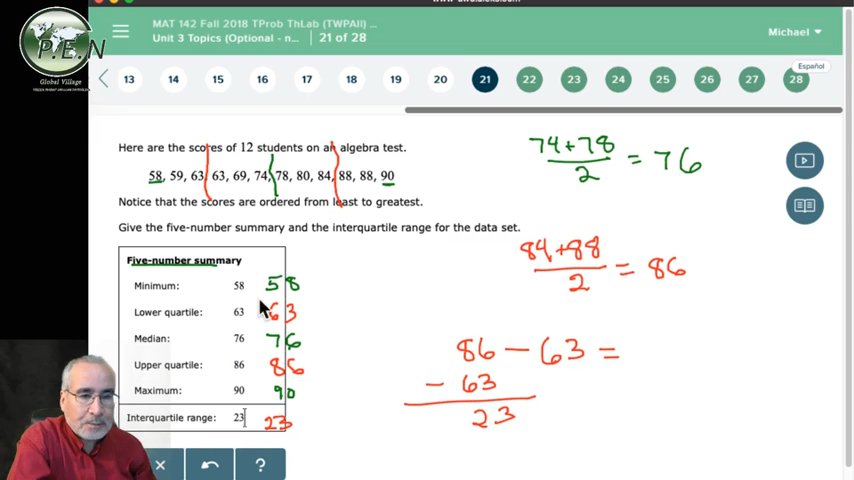 MAT 142 Fall 2018 TProb ThLab (TWPAll) ...
Unit 3 Topics (Optional - n...
21 of 28
Michael
P.E.N
Global Village
Español
13 14 15 16 17 18 19 20 21 22 23 24 25 26 27 28
Here are the scores of 12 students on an algebra test.
58, 59, 63, 63, 69, 74, 78, 80, 84, 88, 88, 90
Notice that the scores are ordered from least to greatest.
Give the five-number summary and the interquartile range for the data set.
Five-number summary
Minimum: 58 58
Lower quartile: 63 63
Median: 76 76
Upper quartile: 86 86
Maximum: 90 90
Interquartile range: 23 23
74+78
2
= 76
84+88
2
= 86
86 - 63 =
- 63
23
?